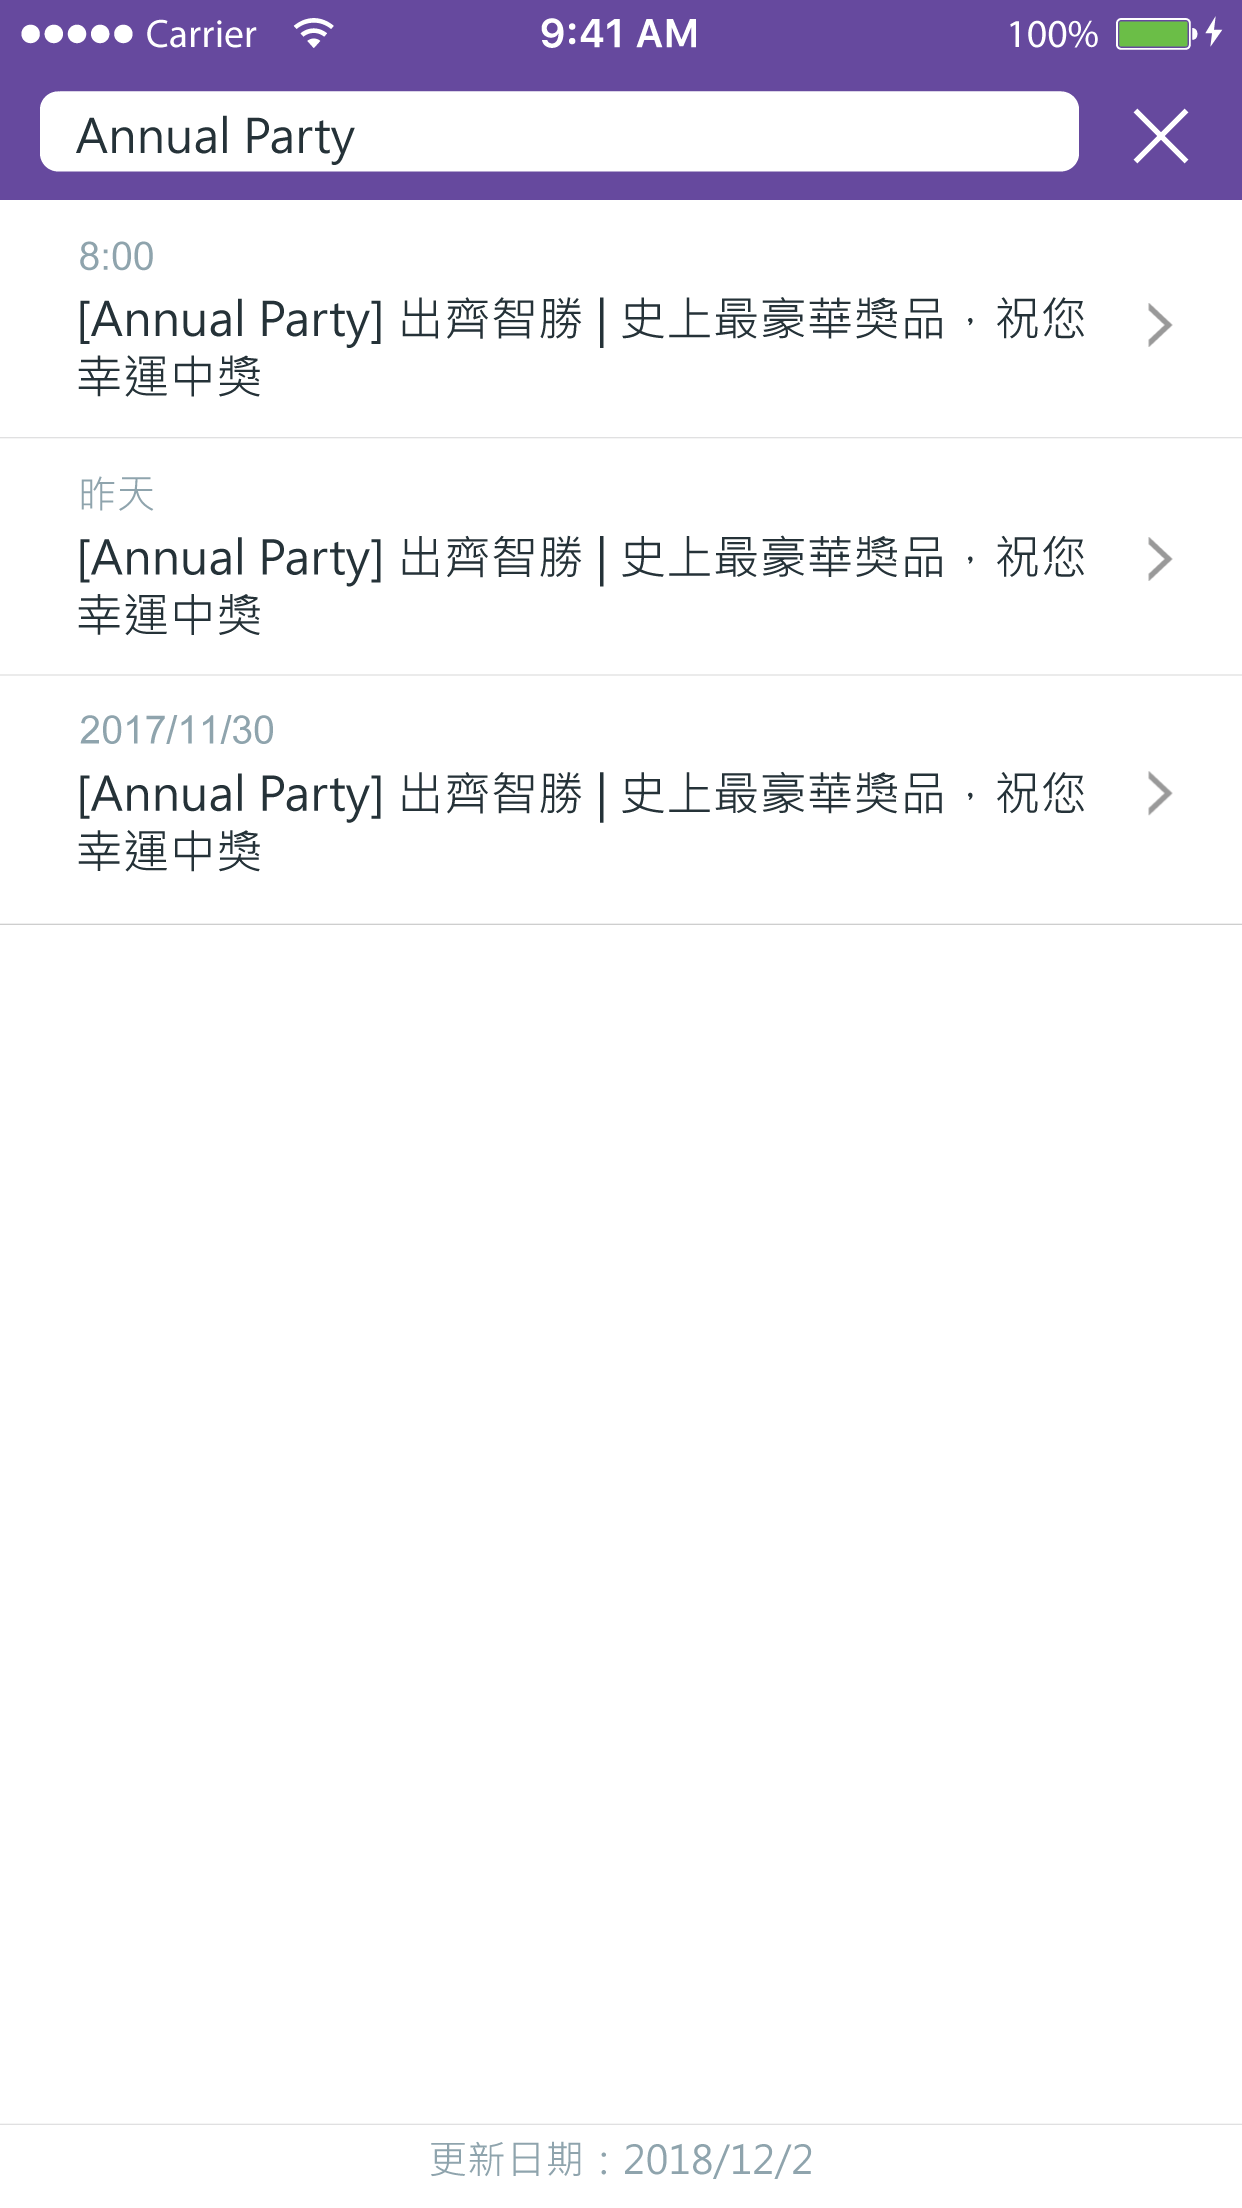 Carrier 9:41 AM 100%
Annual Party
8:00
[Annual Party] 出齊智勝 | 史上最豪華獎品，祝您
幸運中獎
昨天
[Annual Party] 出齊智勝 | 史上最豪華獎品，祝您
幸運中獎
2017/11/30
[Annual Party] 出齊智勝 | 史上最豪華獎品，祝您
幸運中獎
更新日期：2018/12/2